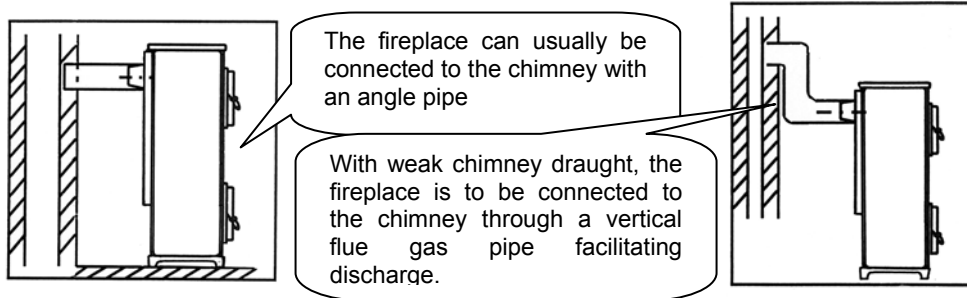 The fireplace can usually be
connected to the chimney with
an angle pipe
With weak chimney draught, the
fireplace is to be connected to
the chimney through a vertical
flue gas pipe facilitating
discharge.